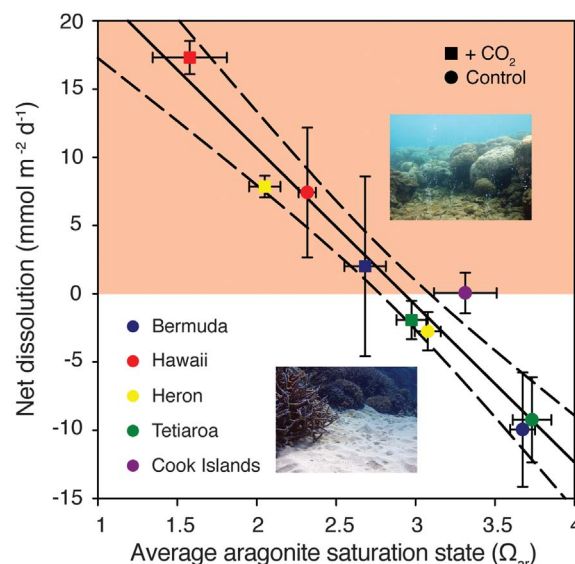 20
15
10
5
0
-5
-10
-15
Net dissolution (mmol m⁻² d⁻¹)
+ CO₂
Control
Bermuda
Hawaii
Heron
Tetiaroa
Cook Islands
1 1.5 2 2.5 3 3.5 4
Average aragonite saturation state (Ωar)